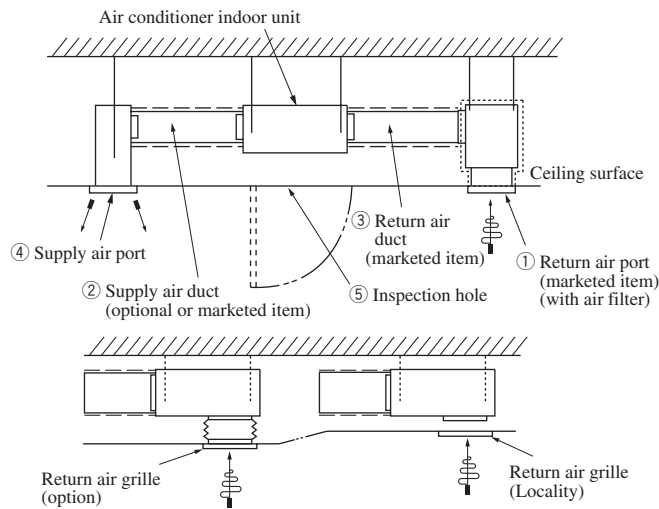 Air conditioner indoor unit
Ceiling surface
④ Supply air port
③ Return air
duct
(marketed item)
① Return air port
(marketed item)
(with air filter)
② Supply air duct
(optional or marketed item)
⑤ Inspection hole
Return air grille
(option)
Return air grille
(Locality)